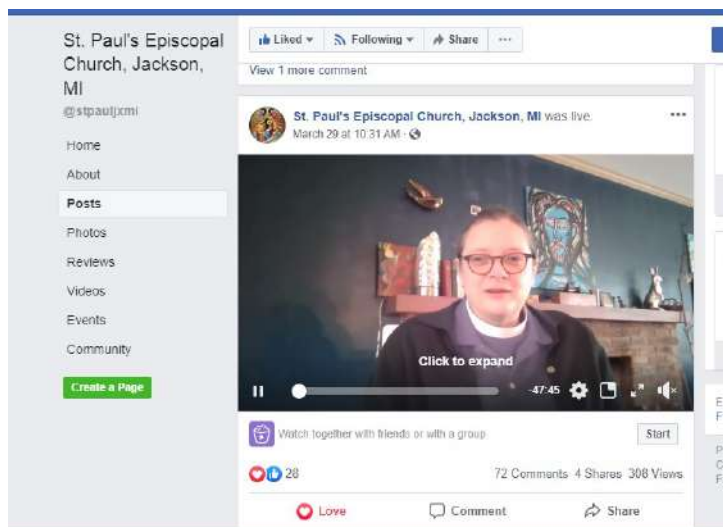 St. Paul's Episcopal
Church, Jackson,
MI
@stpauljxmi
Home
About
Posts
Photos
Reviews
Videos
Events
Community
Create a Page
Liked
Following
Share
View 1 more comment
St. Paul's Episcopal Church, Jackson, MI was live.
March 29 at 10:31 AM
Click to expand
-47:45
Watch together with friends or with a group
Start
28
72 Comments 4 Shares 308 Views
Love
Comment
Share